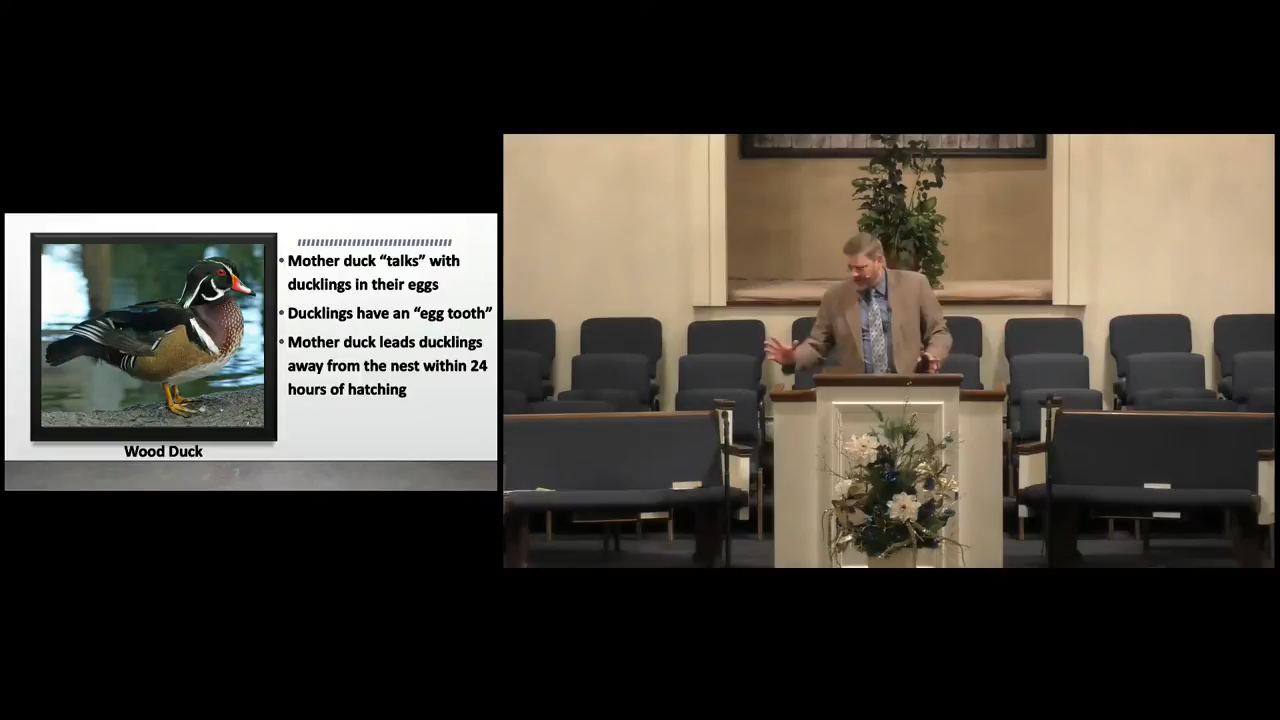 • Mother duck “talks” with
ducklings in their eggs
• Ducklings have an “egg tooth”
• Mother duck leads ducklings
away from the nest within 24
hours of hatching
Wood Duck